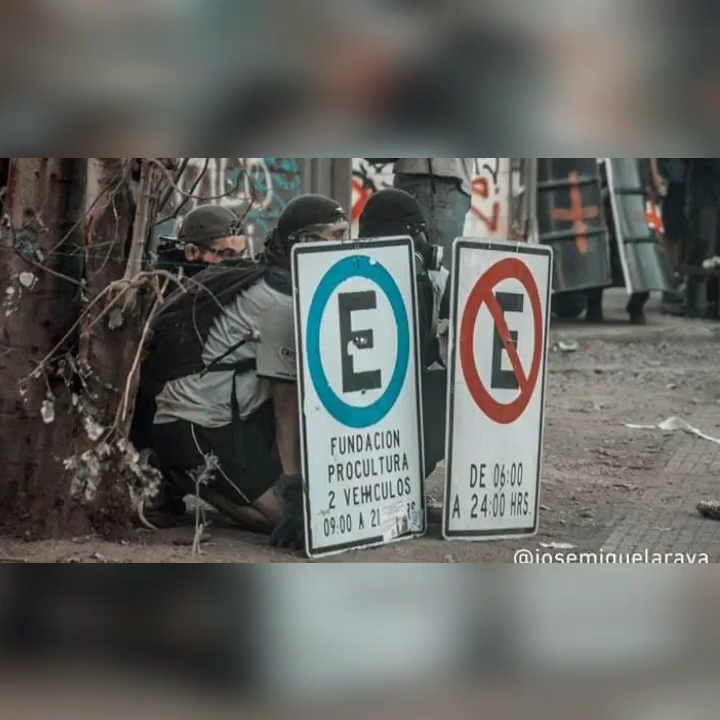 E
FUNDACION
PROCULTURA
2 VEHICULOS
09:00 A 21
E
DE 06:00
A 24:00 HRS.
@josemiguelaraya